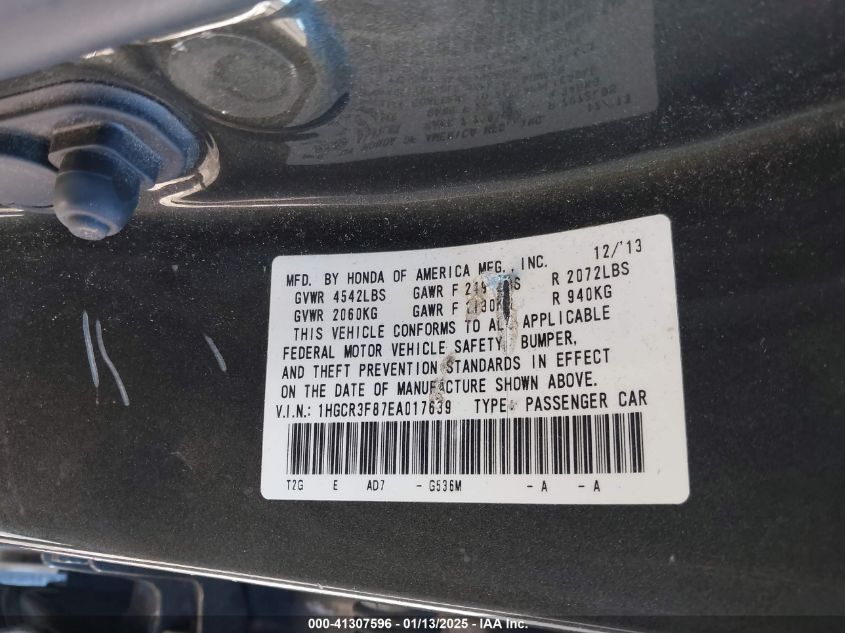 12/'13
MFD. BY HONDA OF AMERICA MFG., INC.
GVWR 4542LBS GAWR F R 2072LBS
GVWR 2060KG GAWR F R 940KG
THIS VEHICLE CONFORMS TO ALL APPLICABLE
FEDERAL MOTOR VEHICLE SAFETY, BUMPER,
AND THEFT PREVENTION STANDARDS IN EFFECT
ON THE DATE OF MANUFACTURE SHOWN ABOVE.
V.I.N.: 1HGCR3F87EA017639 TYPE: PASSENGER CAR
T2G E AD7 - G536M - A - A
000-41307596 - 01/13/2025 - IAA Inc.